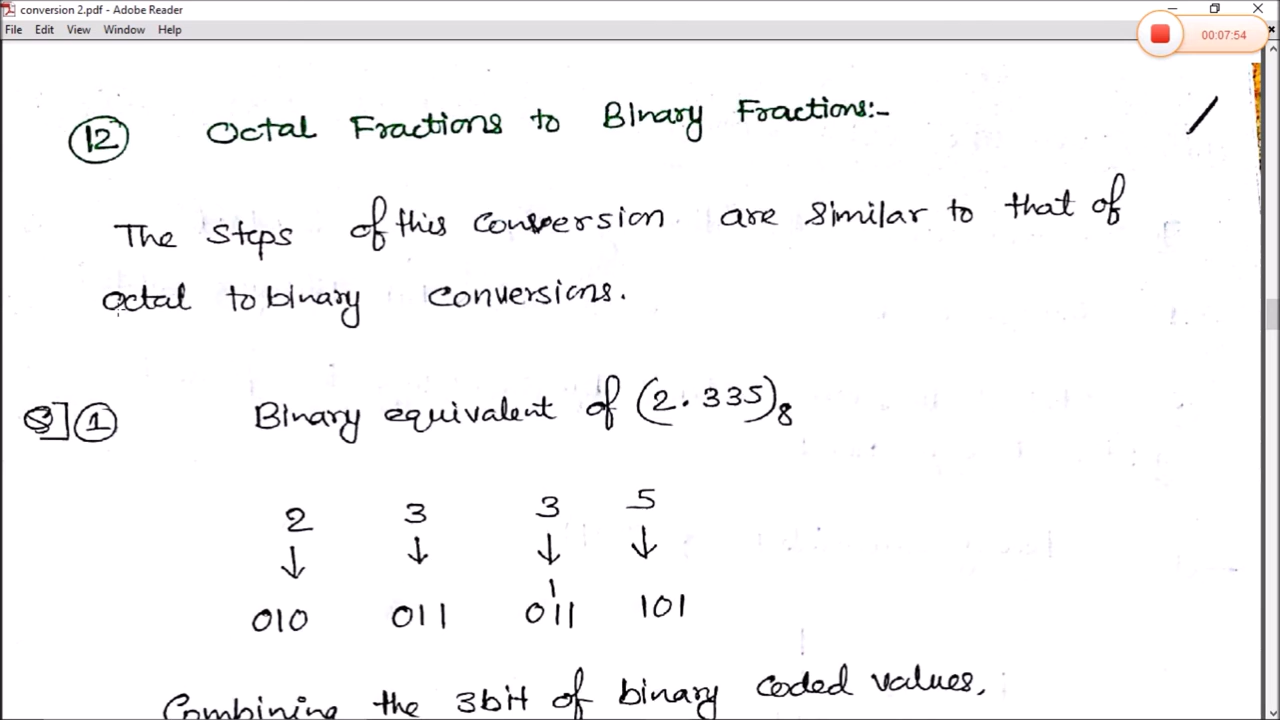 conversion 2.pdf - Adobe Reader
File Edit View Window Help
00:07:54
12 Octal Fractions to Binary Fractions:-
The steps of this conversion are similar to that of
octal to binary conversions.
Q] 1 Binary equivalent of (2.335)8
2 3 3 5
↓ ↓ ↓ ↓
010 011 011 101
Combining the 3bit of binary coded values,